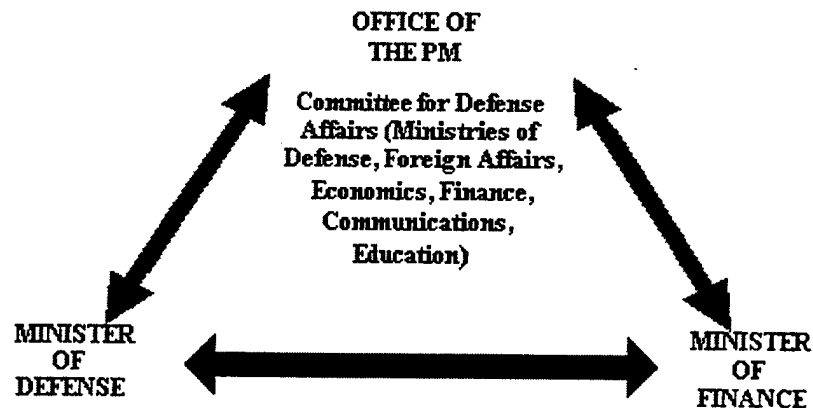 OFFICE OF
THE PM
Committee for Defense
Affairs (Ministries of
Defense, Foreign Affairs,
Economics, Finance,
Communications,
Education)
MINISTER
OF
DEFENSE
MINISTER
OF
FINANCE